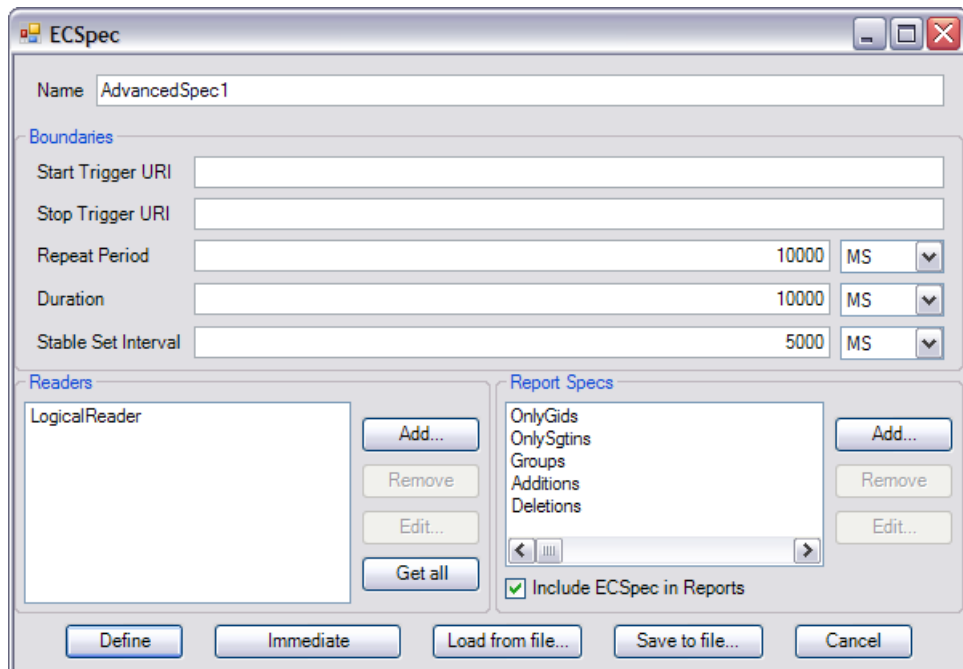 ECSpec
Name AdvancedSpec1
Boundaries
Start Trigger URI
Stop Trigger URI
Repeat Period 10000 MS
Duration 10000 MS
Stable Set Interval 5000 MS
Readers
LogicalReader
Add...
Remove
Edit...
Get all
Report Specs
OnlyGids
OnlySgtins
Groups
Additions
Deletions
Add...
Remove
Edit...
Include ECSpec in Reports
Define Immediate Load from file... Save to file... Cancel